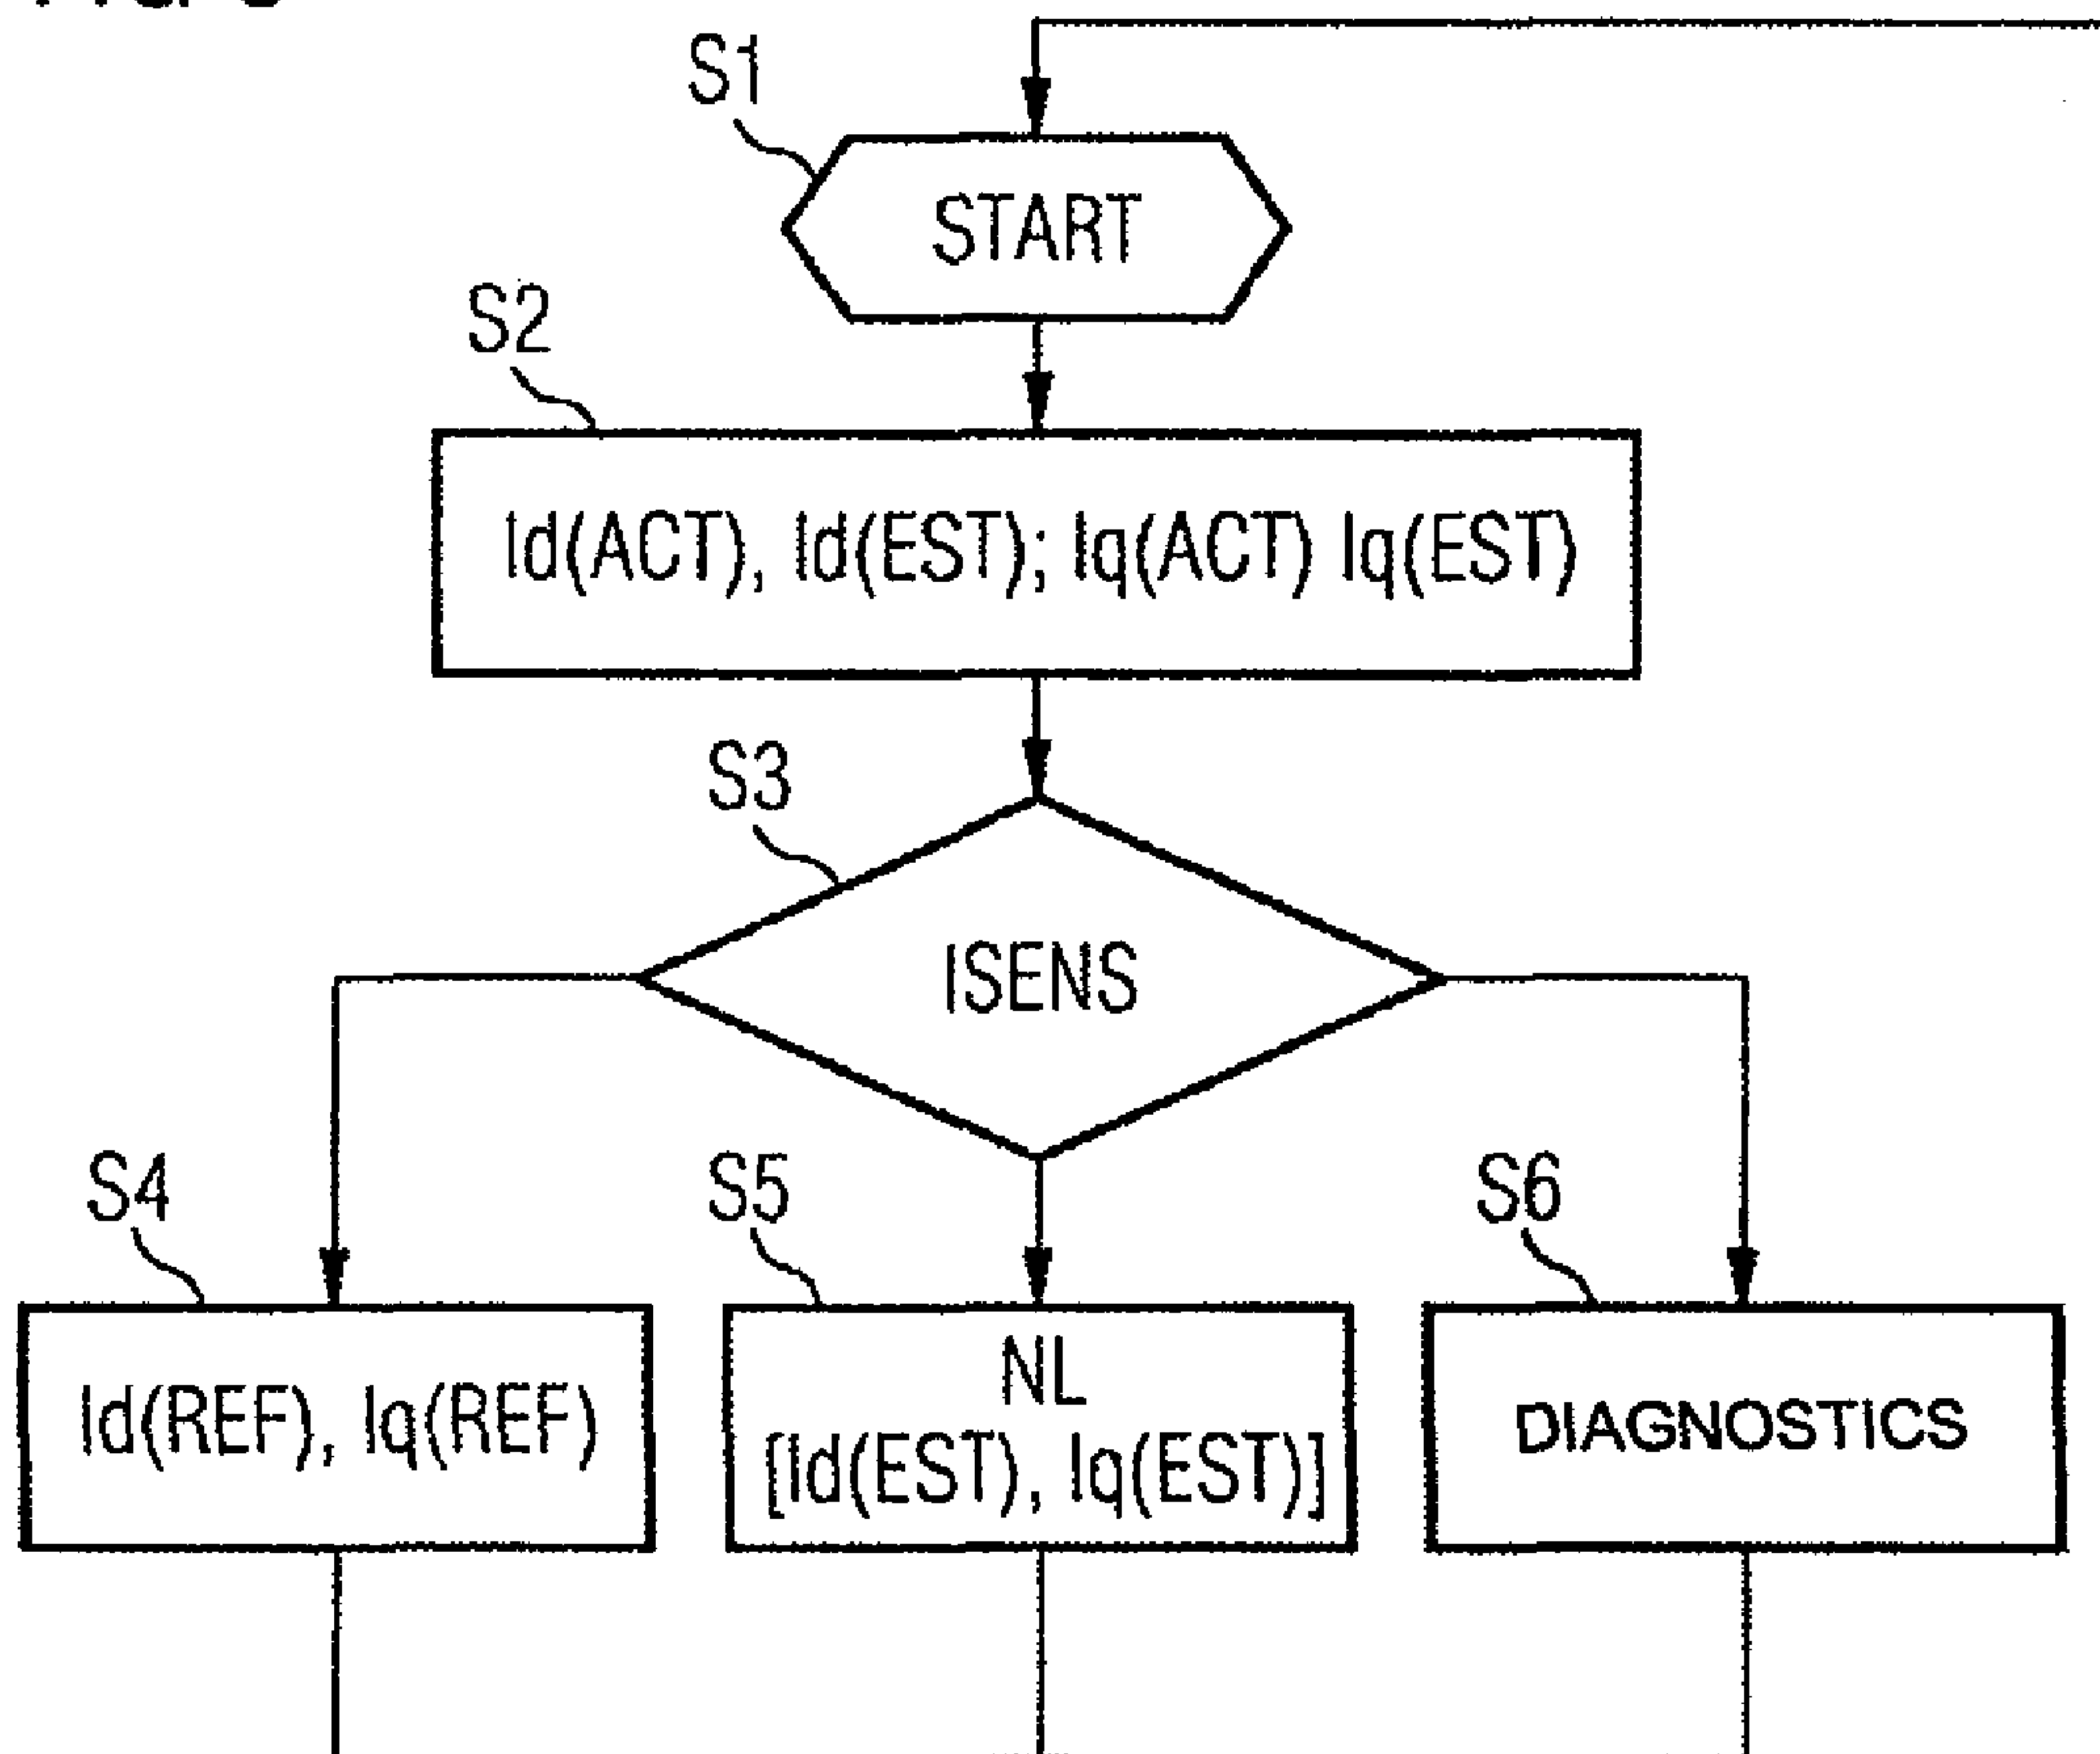 S1
START
S2
Id(ACT), Id(EST); Iq(ACT) Iq(EST)
S3
ISENS
S4
S5
S6
Id(REF), Iq(REF)
NL
[Id(EST), Iq(EST)]
DIAGNOSTICS